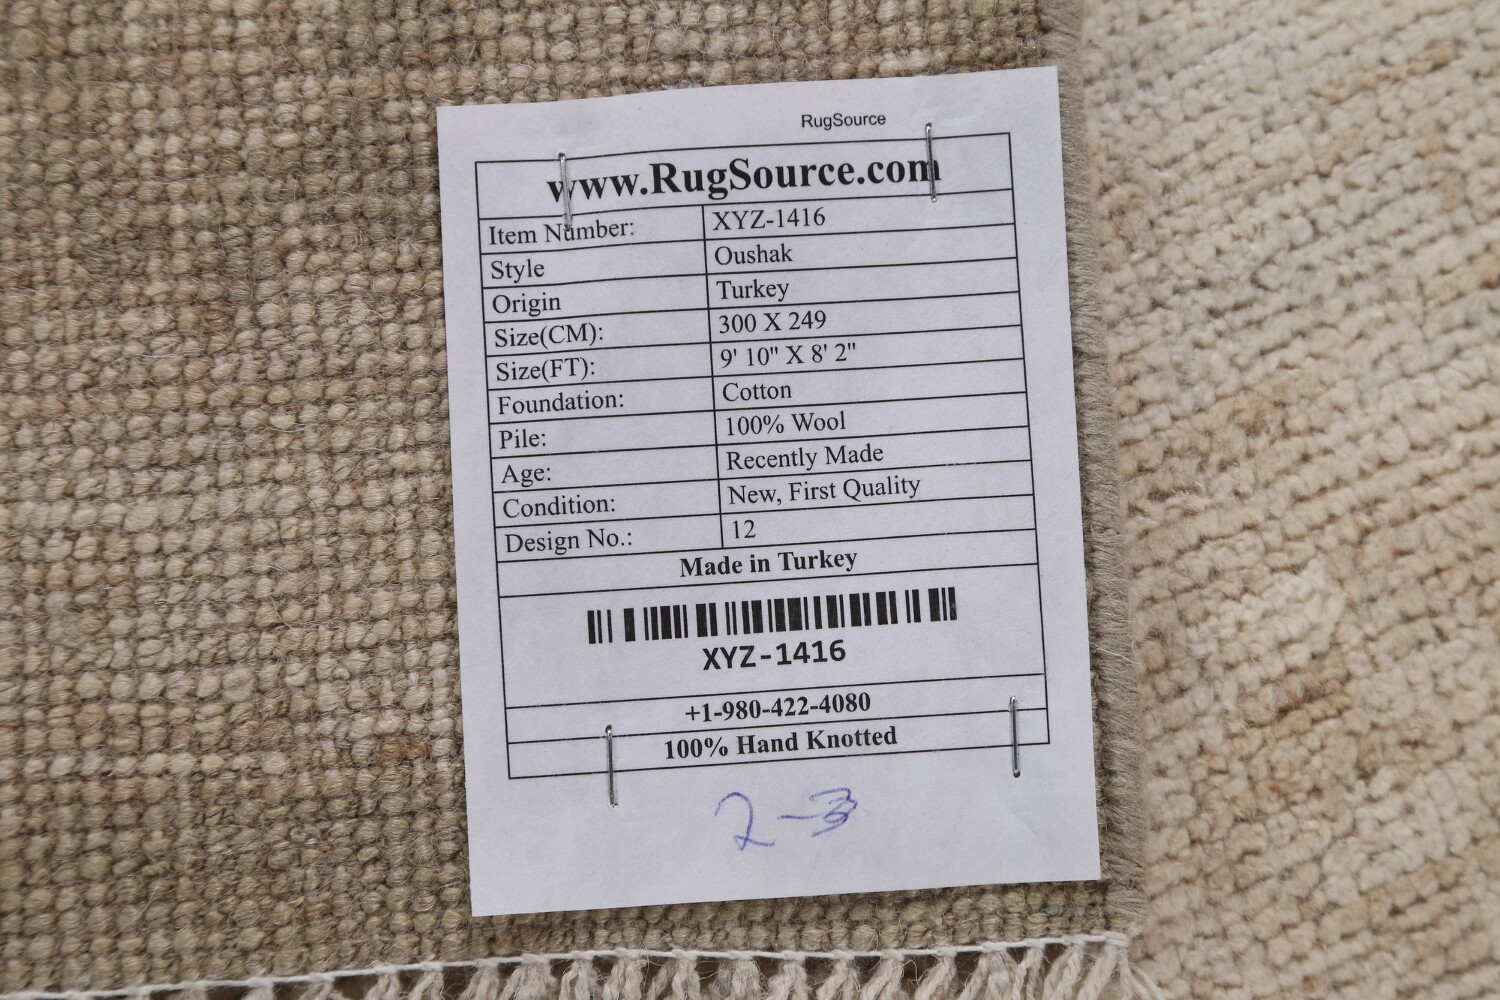 RugSource
www.RugSource.com
Item Number: XYZ-1416
Style Oushak
Origin Turkey
Size(CM): 300 X 249
Size(FT): 9' 10" X 8' 2"
Foundation: Cotton
Pile: 100% Wool
Age: Recently Made
Condition: New, First Quality
Design No.: 12
Made in Turkey
XYZ-1416
+1-980-422-4080
100% Hand Knotted
2-3